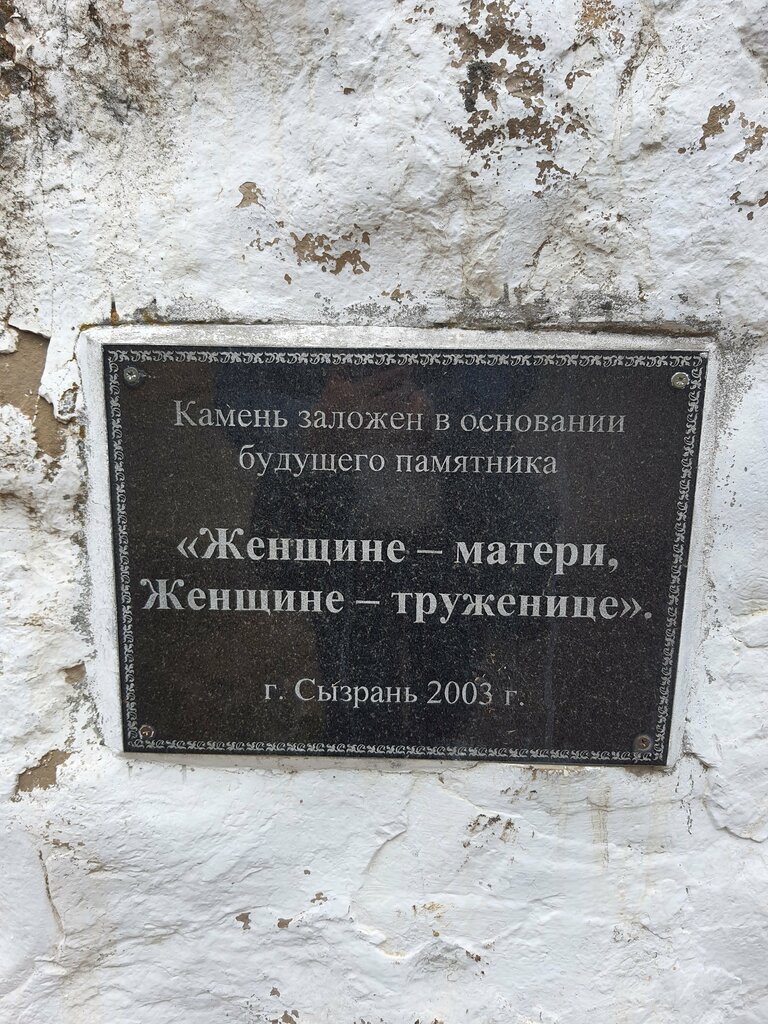 Камень заложен в основании
будущего памятника
«Женщине – матери,
Женщине – труженице».
г. Сызрань 2003 г.